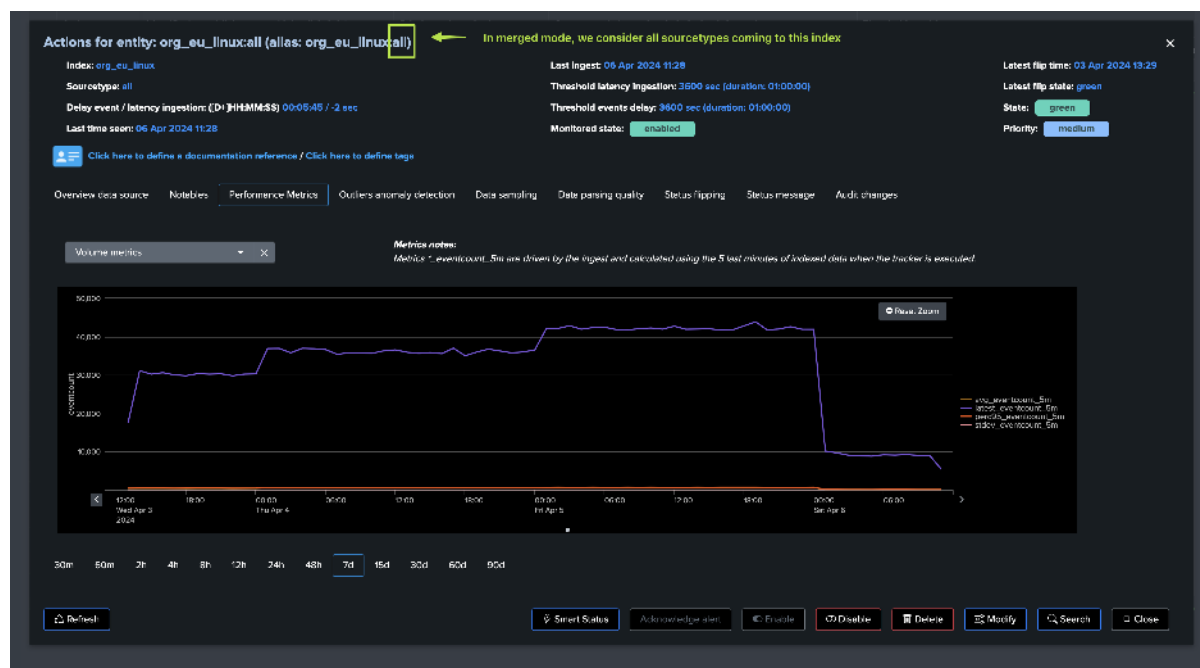 Actions for entity: org_eu_linux:all (alias: org_eu_linux:all)
In merged mode, we consider all sourcetypes coming to this index
Index: org_eu_linux
Last Ingest: 06 Apr 2024 11:28
Latest flip time: 03 Apr 2024 13:29
Sourcetype: all
Threshold latency ingestion: 3600 sec (duration: 01:00:00)
Latest flip state: green
Delay event / latency ingestion: ([D+]HH:MM:SS) 00:05:45 / -2 sec
Threshold events delay: 3600 sec (duration: 01:00:00)
State: green
Last time seen: 06 Apr 2024 11:28
Monitored state: enabled
Priority: medium
Click here to define a documentation reference / Click here to define tags
Overview data source Notables Performance Metrics Outliers anomaly detection Data sampling Data parsing quality Status flipping Status message Audit changes
Volume metrics
Metrics notes:
Metrics *_eventcount_5m are driven by the ingest and calculated using the 5 last minutes of indexed data when the tracker is executed.
Reset Zoom
50,000
40,000
30,000
20,000
10,000
eventcount
avg_eventcount_5m
latest_eventcount_5m
perc95_eventcount_5m
stdev_eventcount_5m
12:00 18:00 00:00 06:00 12:00 18:00 00:00 06:00 12:00 18:00 00:00 06:00
Wed Apr 3 Thu Apr 4 Fri Apr 5 Sat Apr 6
2024
30m 60m 2h 4h 8h 12h 24h 48h 7d 15d 30d 60d 90d
Refresh
Smart Status
Acknowledge alert
Enable
Disable
Delete
Modify
Search
Close